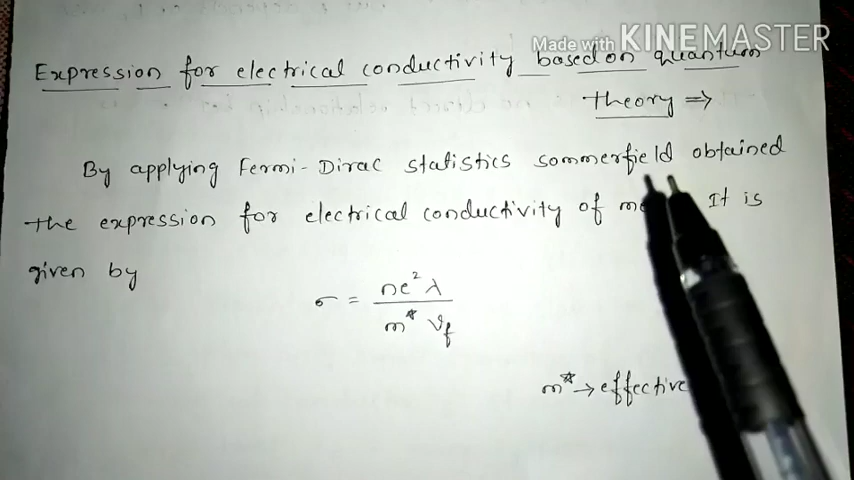 Made with KINEMASTER
Expression for electrical conductivity based on quantum
theory ⇒
By applying Fermi-Dirac statistics sommerfield obtained
the expression for electrical conductivity of It is
given by
σ = ne²λ / m* v_f
m* → effective